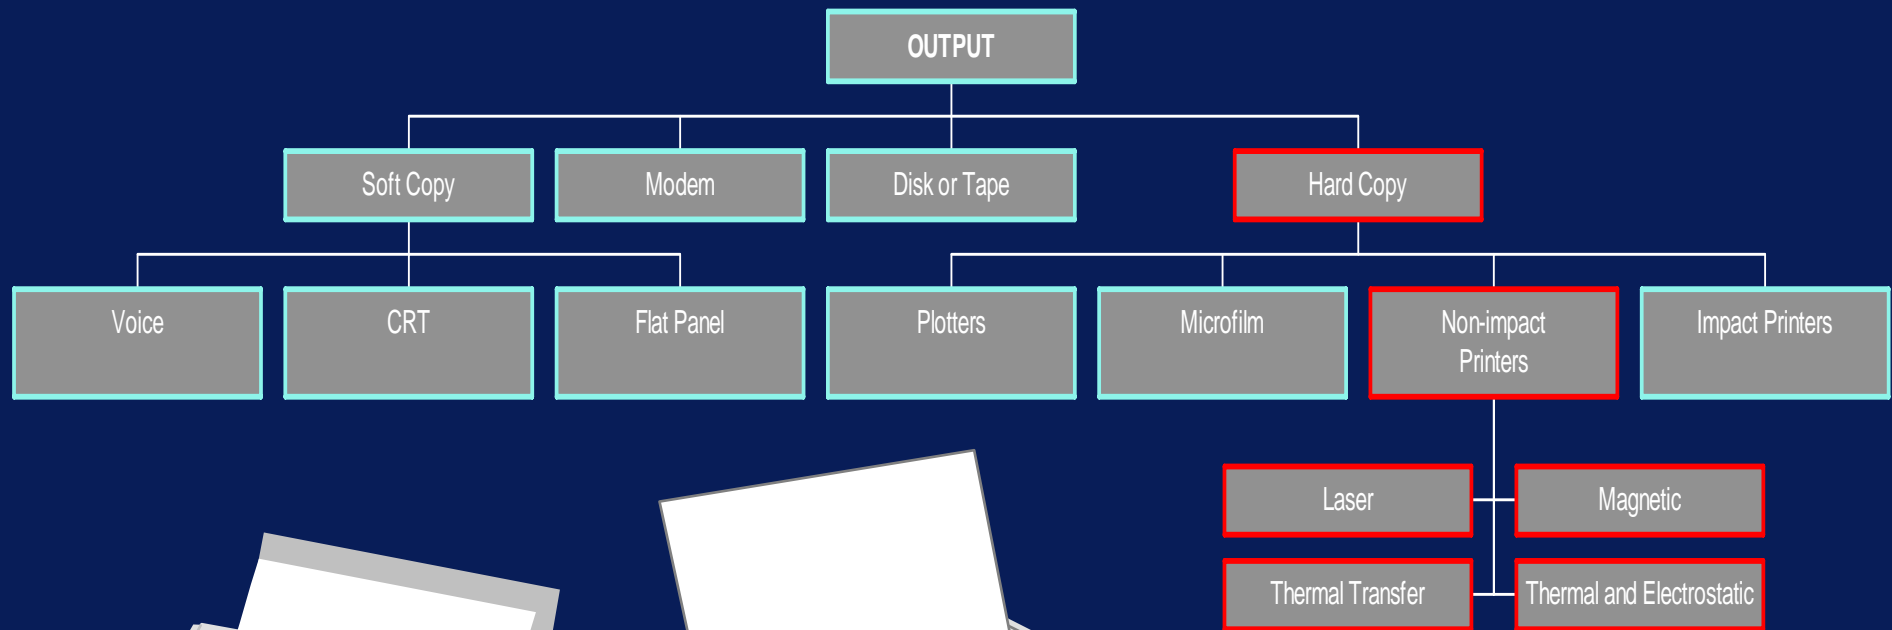 OUTPUT
Soft Copy
Modem
Disk or Tape
Hard Copy
Voice
CRT
Flat Panel
Plotters
Microfilm
Non-impact
Printers
Impact Printers
Laser
Magnetic
Thermal Transfer
Thermal and Electrostatic